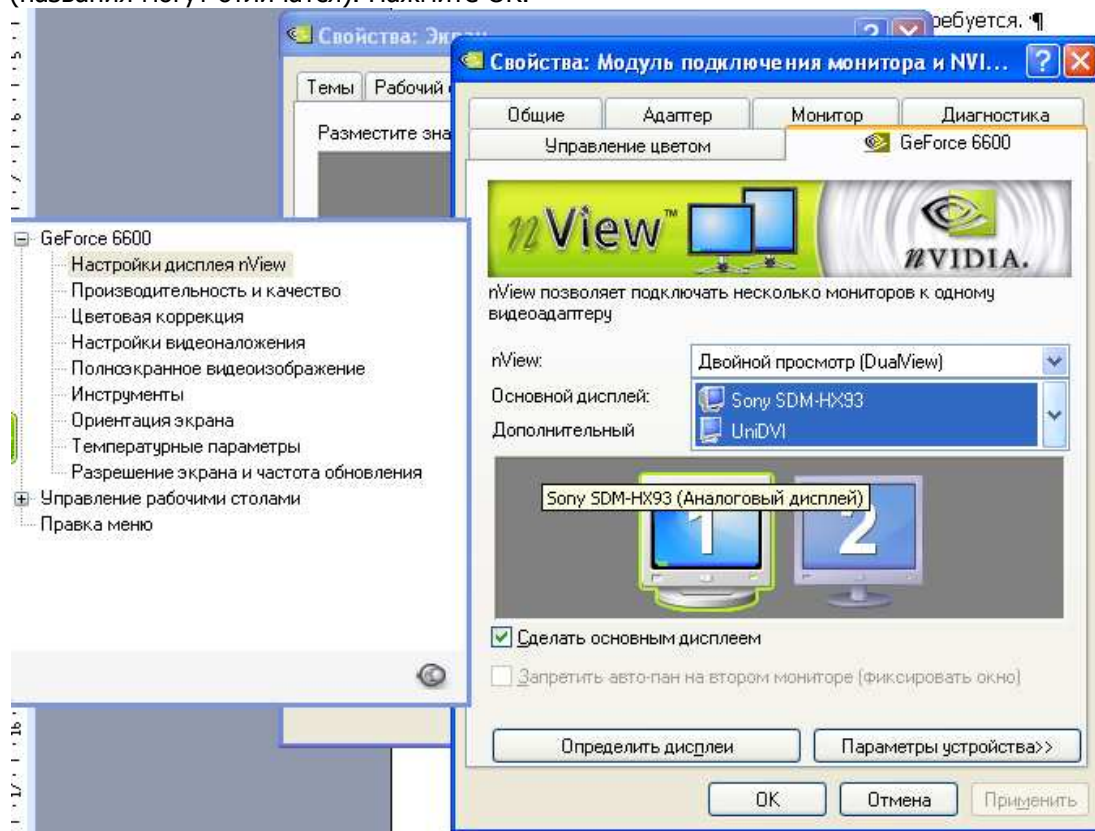 (названия могут отличатся). Нажмите ОК.
ребуется. ¶
Свойства: Экран
Темы
Рабочий
Разместите зна
GeForce 6600
Настройки дисплея nView
Производительность и качество
Цветовая коррекция
Настройки видеоналожения
Полноэкранное видеоизображение
Инструменты
Ориентация экрана
Температурные параметры
Разрешение экрана и частота обновления
Управление рабочими столами
Правка меню
Свойства: Модуль подключения монитора и NVI...
Общие
Адаптер
Монитор
Диагностика
Управление цветом
GeForce 6600
nView™
NVIDIA.
nView позволяет подключать несколько мониторов к одному
видеоадаптеру
nView:
Двойной просмотр (DualView)
Основной дисплей:
Sony SDM-HX93
Дополнительный
UniDVI
Sony SDM-HX93 (Аналоговый дисплей)
1
2
Сделать основным дисплеем
Запретить авто-пан на втором мониторе (фиксировать окно)
Определить дисплеи
Параметры устройства>>
ОК
Отмена
Применить